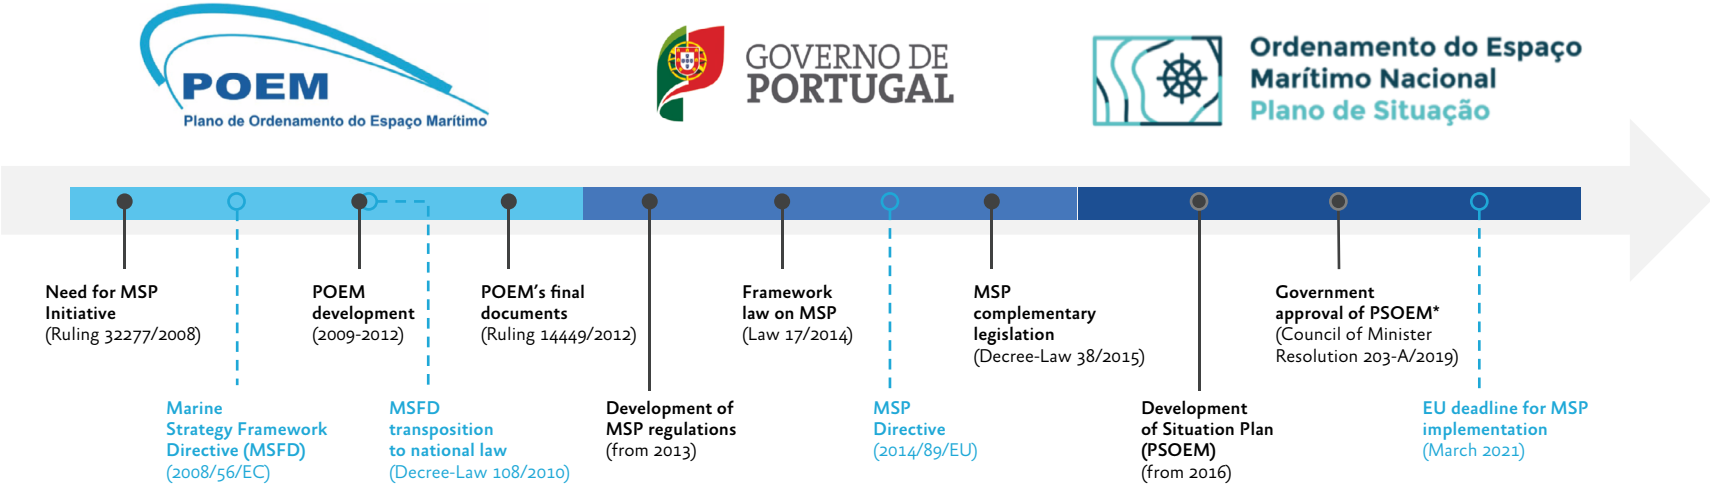 POEM
Plano de Ordenamento do Espaço Marítimo
GOVERNO DE
PORTUGAL
Ordenamento do Espaço
Marítimo Nacional
Plano de Situação
Need for MSP
Initiative
(Ruling 32277/2008)
POEM
development
(2009-2012)
POEM's final
documents
(Ruling 14449/2012)
Framework
law on MSP
(Law 17/2014)
MSP
complementary
legislation
(Decree-Law 38/2015)
Government
approval of PSOEM*
(Council of Minister
Resolution 203-A/2019)
Marine
Strategy Framework
Directive (MSFD)
(2008/56/EC)
MSFD
transposition
to national law
(Decree-Law 108/2010)
Development of
MSP regulations
(from 2013)
MSP
Directive
(2014/89/EU)
Development
of Situation Plan
(PSOEM)
(from 2016)
EU deadline for MSP
implementation
(March 2021)